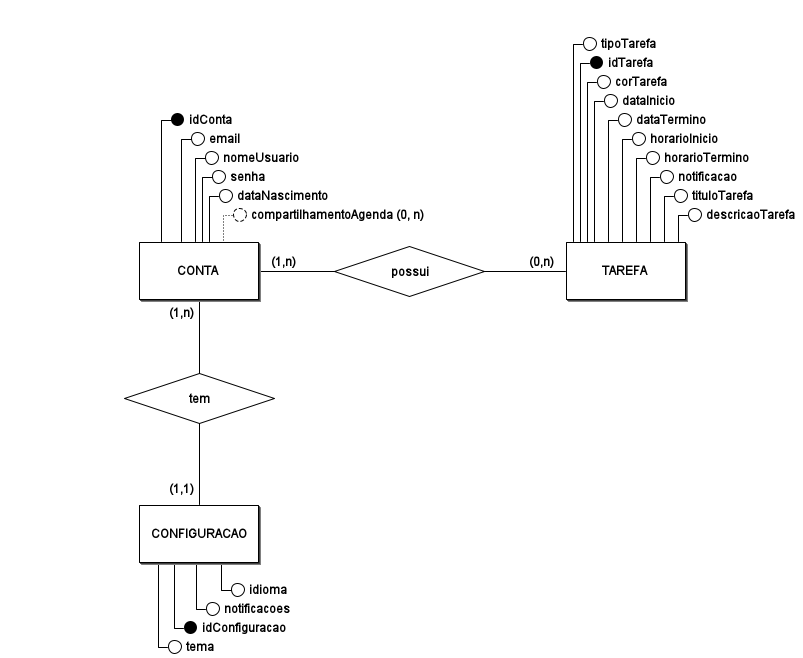 tipoTarefa
idTarefa
corTarefa
dataInicio
dataTermino
horarioInicio
horarioTermino
notificacao
tituloTarefa
descricaoTarefa
idConta
email
nomeUsuario
senha
dataNascimento
compartilhamentoAgenda (0, n)
CONTA
(1,n)
possui
(0,n)
TAREFA
(1,n)
tem
(1,1)
CONFIGURACAO
idioma
notificacoes
idConfiguracao
tema